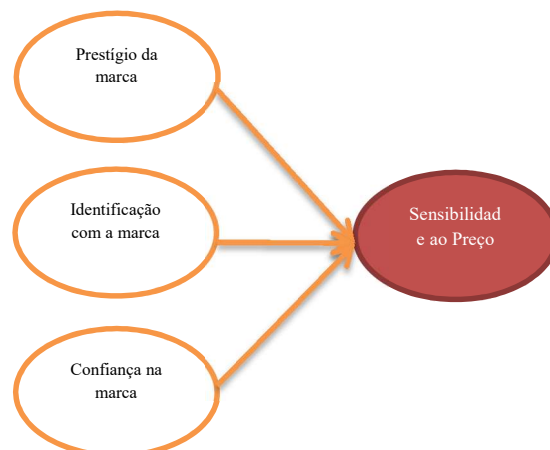 Prestígio da
marca
Identificação
com a marca
Sensibilidad
e ao Preço
Confiança na
marca